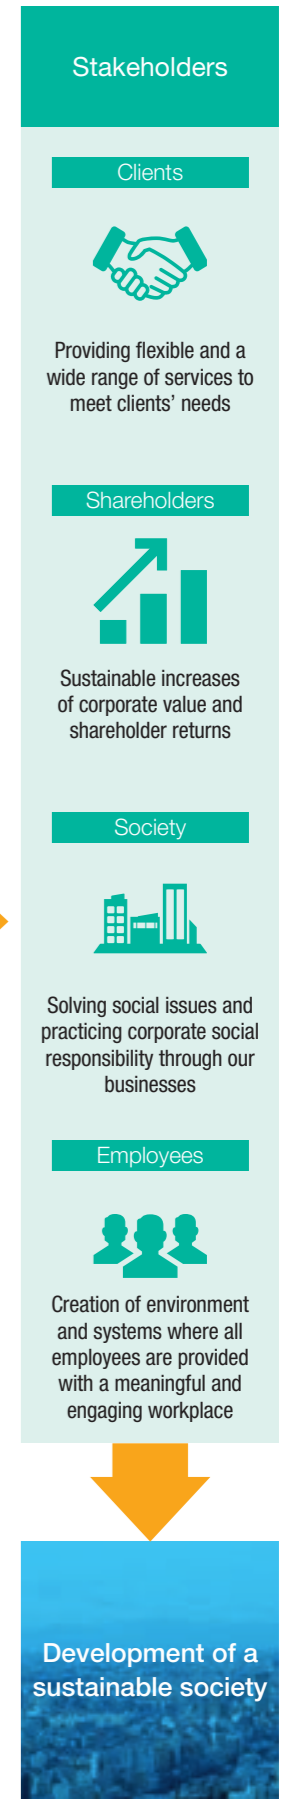 Stakeholders
Clients
Providing flexible and a
wide range of services to
meet clients’ needs
Shareholders
Sustainable increases
of corporate value and
shareholder returns
Society
Solving social issues and
practicing corporate social
responsibility through our
businesses
Employees
Creation of environment
and systems where all
employees are provided
with a meaningful and
engaging workplace
Development of a
sustainable society